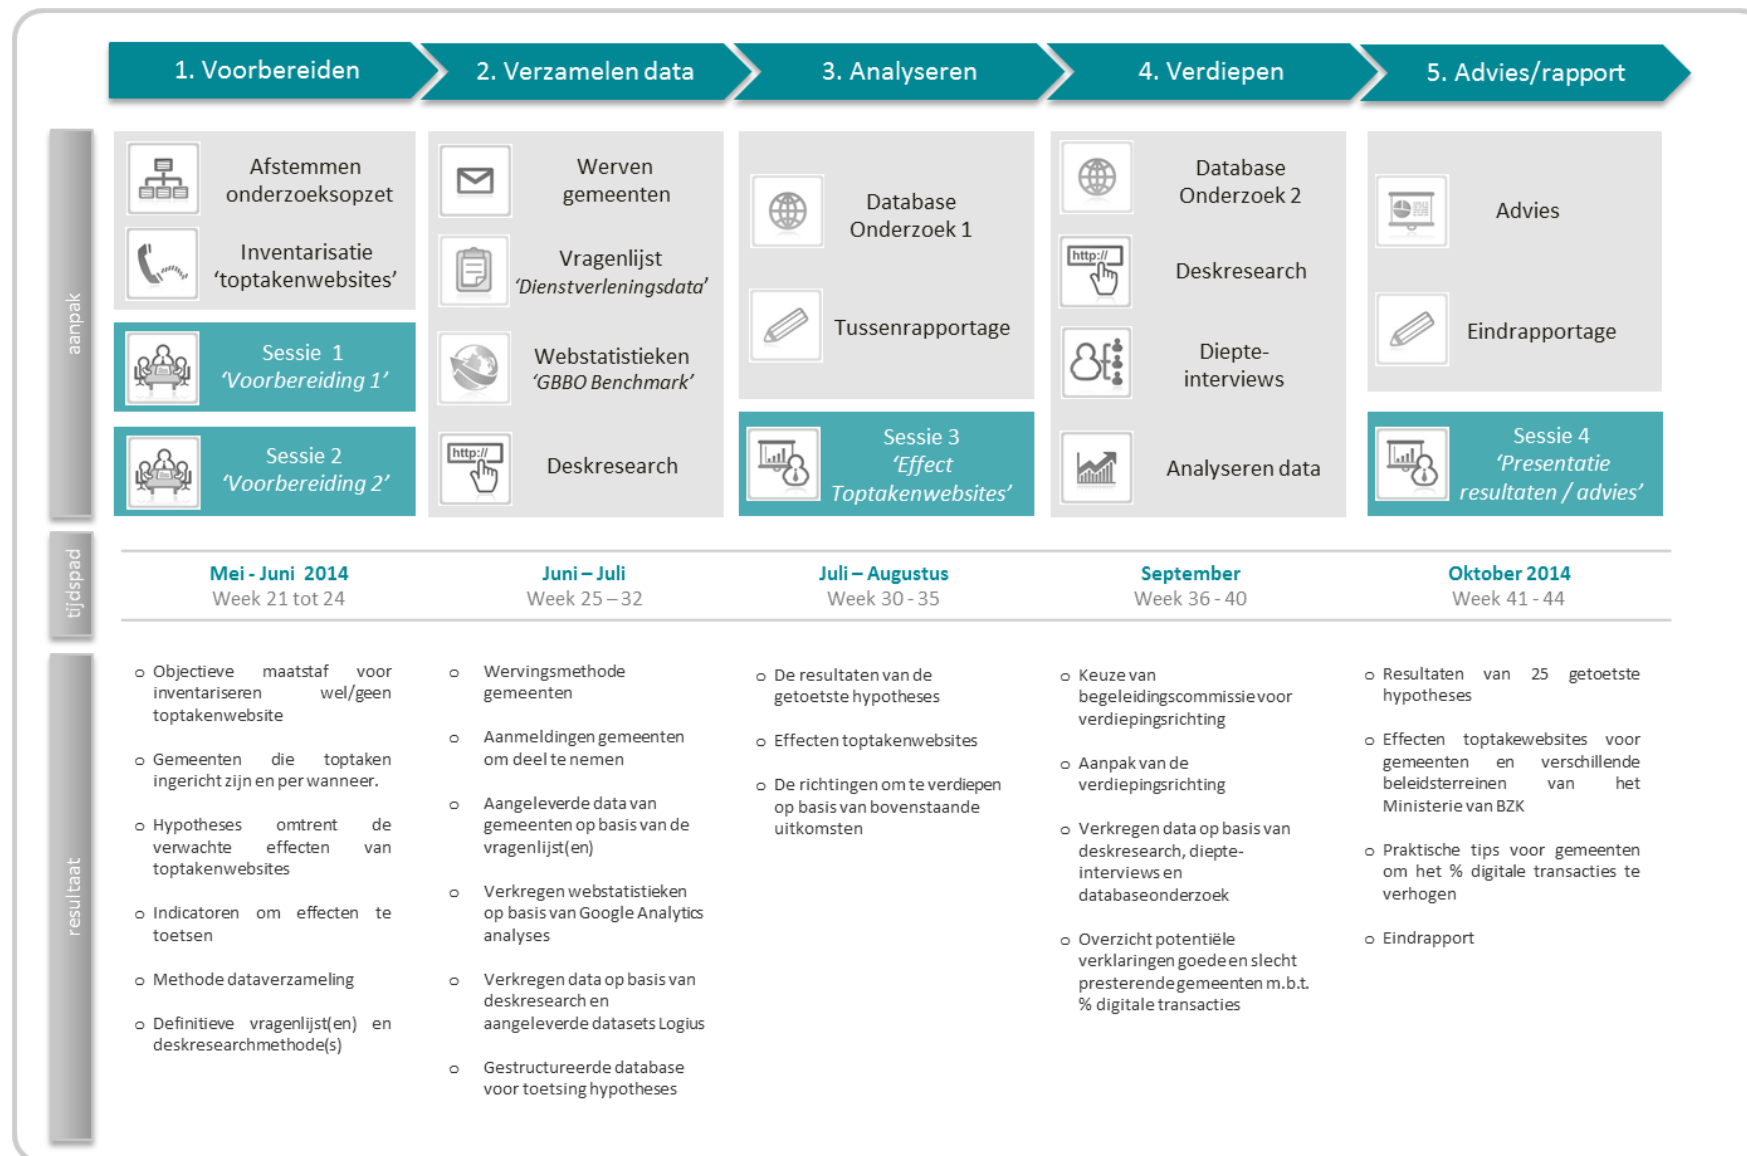 1. Voorbereiden
2. Verzamelen data
3. Analyseren
4. Verdiepen
5. Advies/rapport
aanpak
Afstemmen
onderzoeksopzet
Inventarisatie
‘toptakenwebsites’
Sessie 1
‘Voorbereiding 1’
Sessie 2
‘Voorbereiding 2’
Werven
gemeenten
Vragenlijst
‘Dienstverleningsdata’
Webstatistieken
‘GBBO Benchmark’
http://
Deskresearch
Database
Onderzoek 1
Tussenrapportage
Sessie 3
‘Effect
Toptakenwebsites’
Database
Onderzoek 2
http://
Deskresearch
Diepte-
interviews
Analyseren data
Advies
Eindrapportage
Sessie 4
‘Presentatie
resultaten / advies’
tijdspad
Mei - Juni 2014
Week 21 tot 24
Juni – Juli
Week 25 – 32
Juli – Augustus
Week 30 - 35
September
Week 36 - 40
Oktober 2014
Week 41 - 44
resultaat
o Objectieve maatstaf voor
inventariseren wel/geen
toptakenwebsite
o Gemeenten die toptaken
ingericht zijn en per wanneer.
o Hypotheses omtrent de
verwachte effecten van
toptakenwebsites
o Indicatoren om effecten te
toetsen
o Methode dataverzameling
o Definitieve vragenlijst(en) en
deskresearchmethode(s)
o Wervingsmethode
gemeenten
o Aanmeldingen gemeenten
om deel te nemen
o Aangeleverde data van
gemeenten op basis van de
vragenlijst(en)
o Verkregen webstatistieken
op basis van Google Analytics
analyses
o Verkregen data op basis van
deskresearch en
aangeleverde datasets Logius
o Gestructureerde database
voor toetsing hypotheses
o De resultaten van de
getoetste hypotheses
o Effecten toptakenwebsites
o De richtingen om te verdiepen
op basis van bovenstaande
uitkomsten
o Keuze van
begeleidingscommissie voor
verdiepingsrichting
o Aanpak van de
verdiepingsrichting
o Verkregen data op basis van
deskresearch, diepte-
interviews en
databaseonderzoek
o Overzicht potentiële
verklaringen goede en slecht
presterende gemeenten m.b.t.
% digitale transacties
o Resultaten van 25 getoetste
hypotheses
o Effecten toptakewebsites voor
gemeenten en verschillende
beleidsterreinen van het
Ministerie van BZK
o Praktische tips voor gemeenten
om het % digitale transacties te
verhogen
o Eindrapport